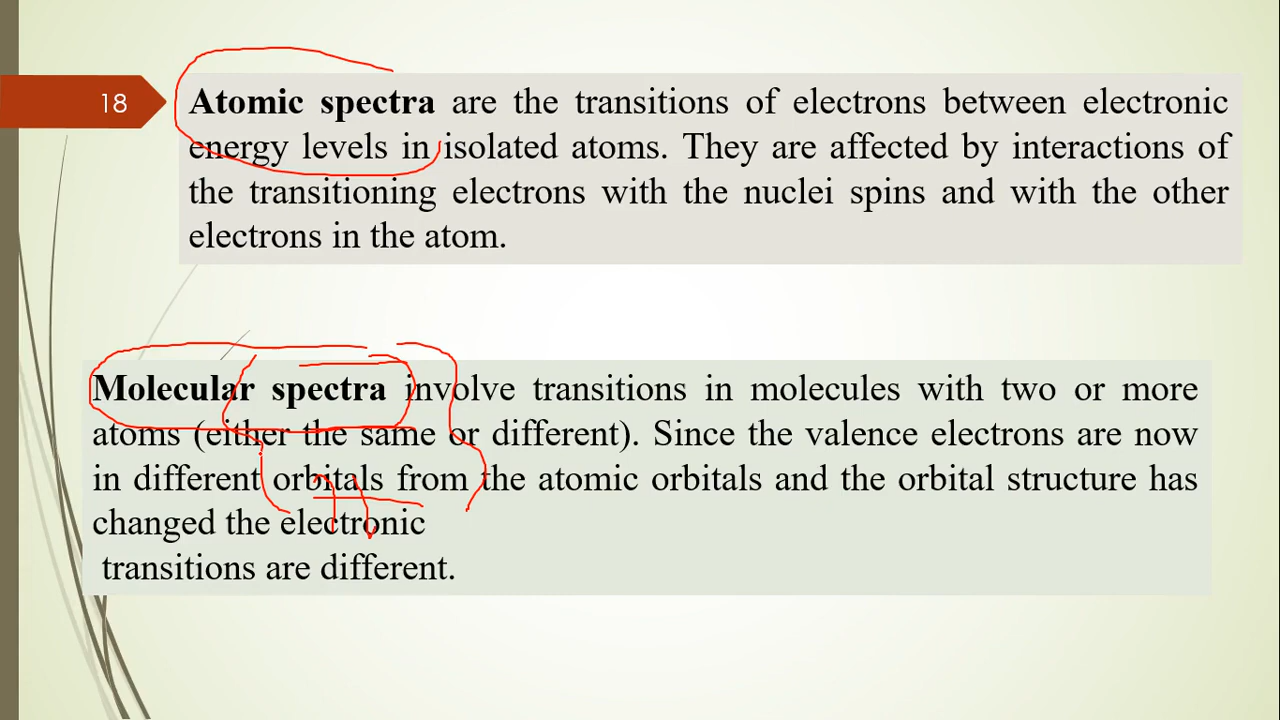 18
Atomic spectra are the transitions of electrons between electronic
energy levels in isolated atoms. They are affected by interactions of
the transitioning electrons with the nuclei spins and with the other
electrons in the atom.
Molecular spectra involve transitions in molecules with two or more
atoms (either the same or different). Since the valence electrons are now
in different orbitals from the atomic orbitals and the orbital structure has
changed the electronic
transitions are different.